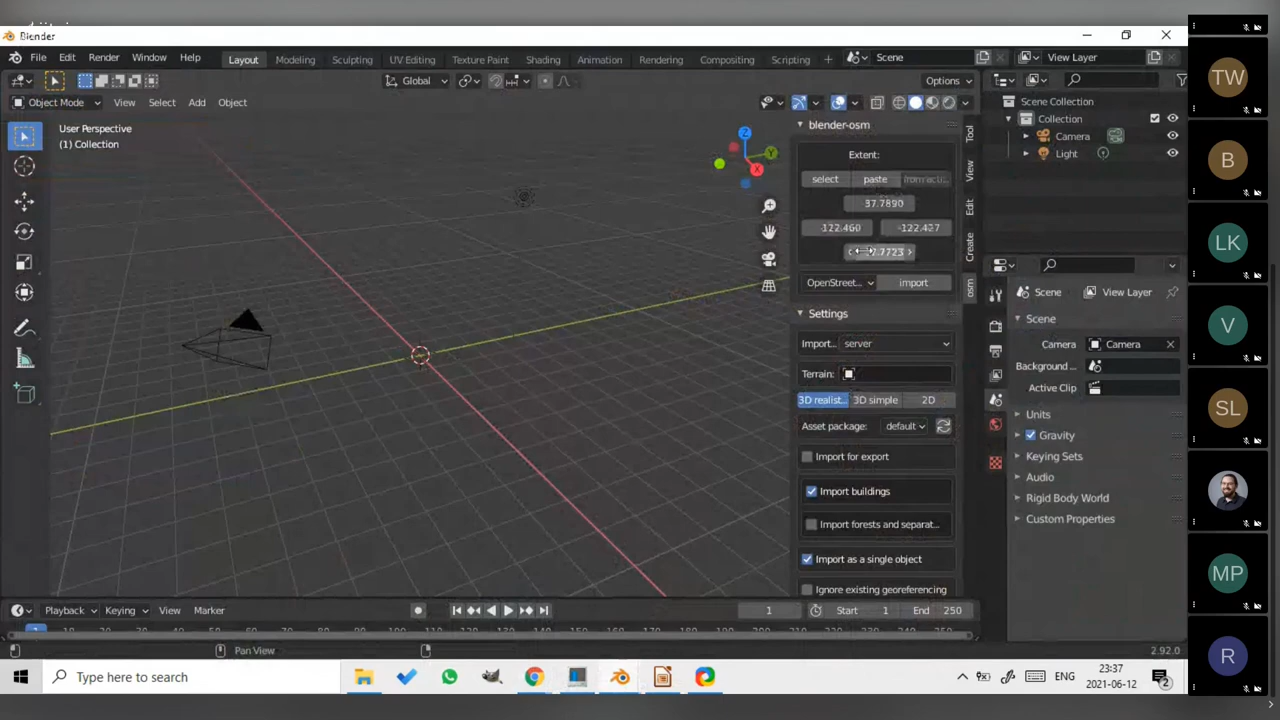 Blender
File Edit Render Window Help Layout Modeling Sculpting UV Editing Texture Paint Shading Animation Rendering Compositing Scripting + Scene View Layer
Global Options
Object Mode View Select Add Object
User Perspective
(1) Collection
Z
Y
X
blender-osm
Extent:
select paste
37.7890
-122.460 -122.437
OpenStreet... import
Settings
Import... server
Terrain:
3D realist... 3D simple 2D
Asset package: default
Import for export
Import buildings
Import forests and separat...
Import as a single object
Ignore existing georeferencing
Tool
View
Edit
Create
osm
Scene Collection
Collection
Camera
Light
Scene View Layer
Scene
Camera Camera
Background ...
Active Clip
Units
Gravity
Keying Sets
Audio
Rigid Body World
Custom Properties
Playback Keying View Marker 1 Start 1 End 250
Pan View 2.92.0
Type here to search
ENG
23:37
2021-06-12
2
TW
B
LK
V
SL
MP
R